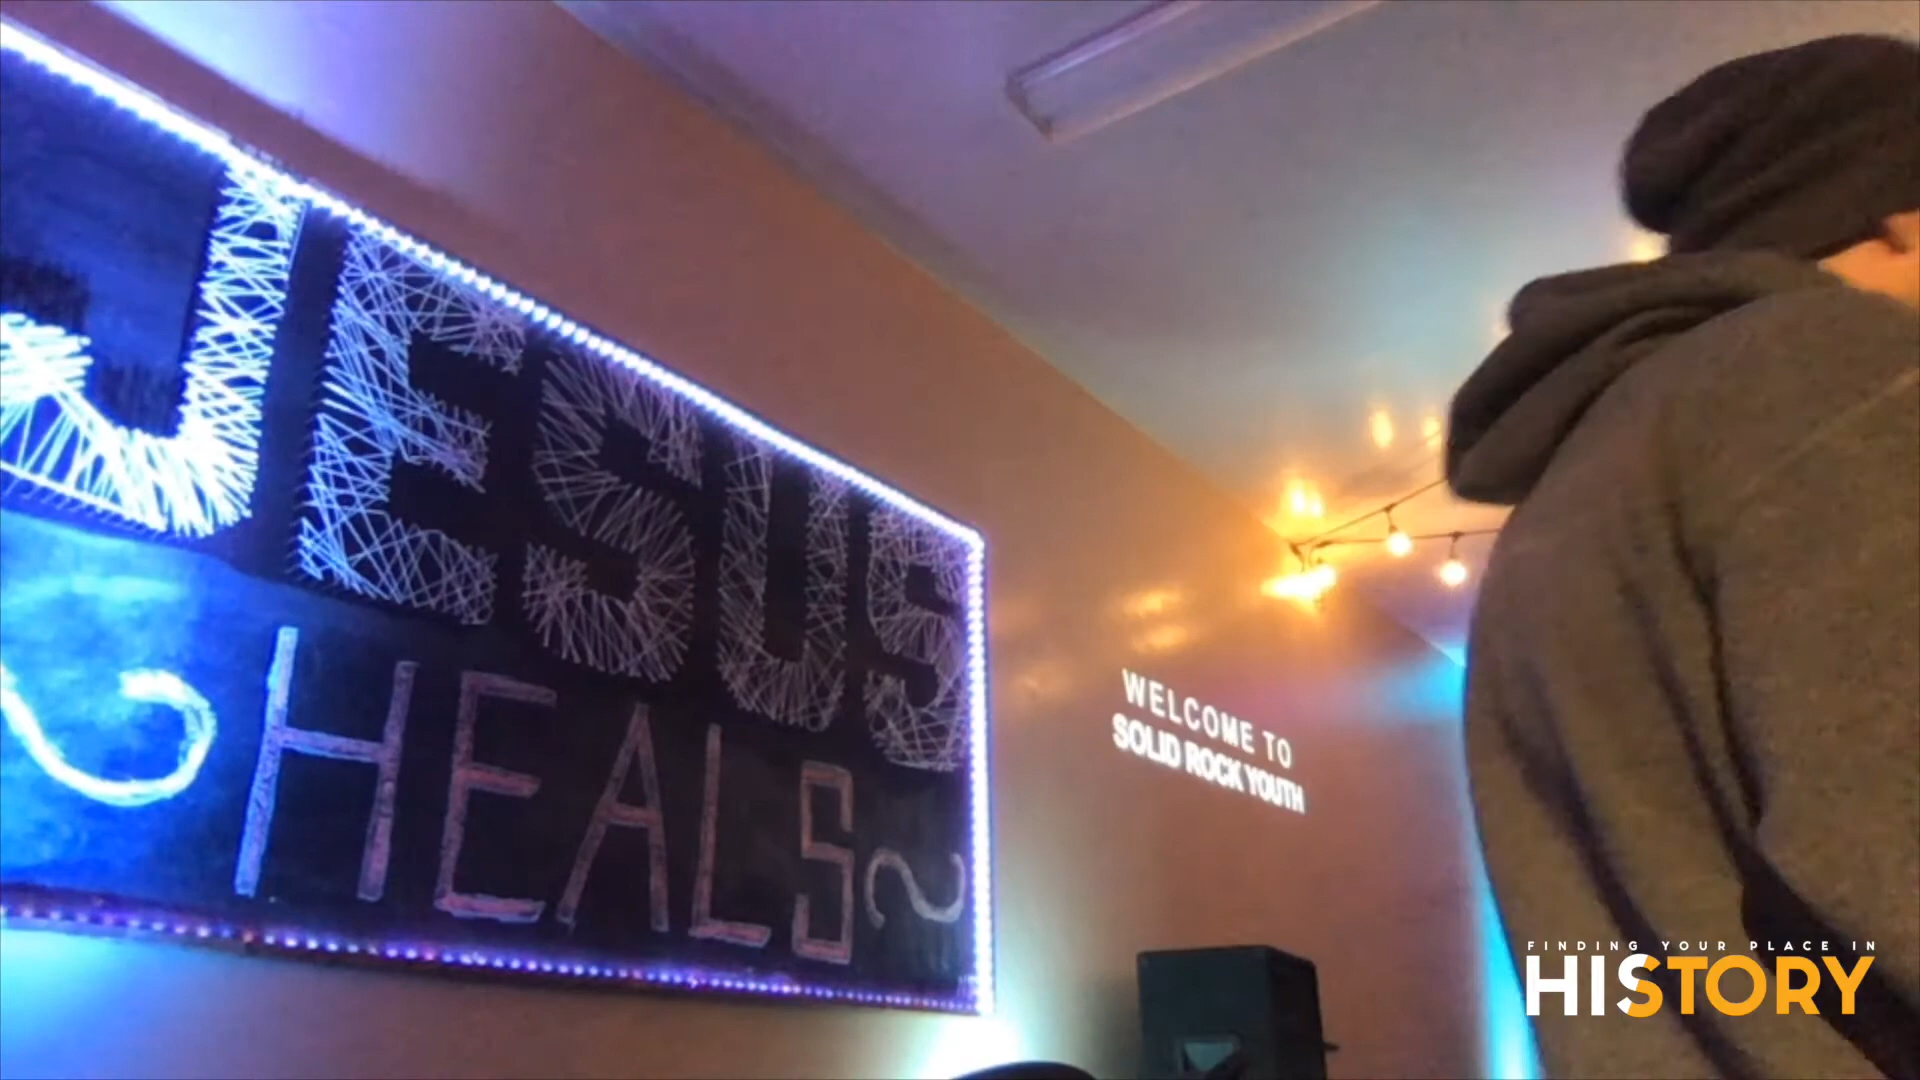 JESUS
~HEALS~
WELCOME TO
SOLID ROCK YOUTH
FINDING YOUR PLACE IN
HISTORY